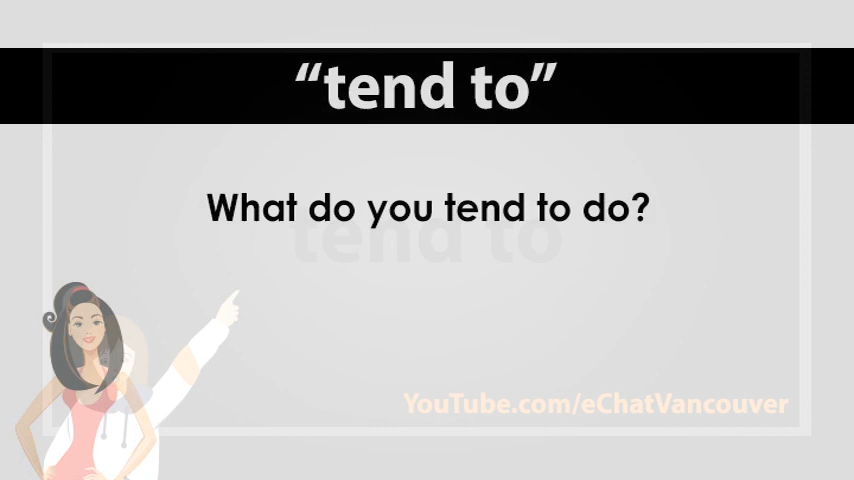 “tend to”
What do you tend to do?
tend to
YouTube.com/eChatVancouver